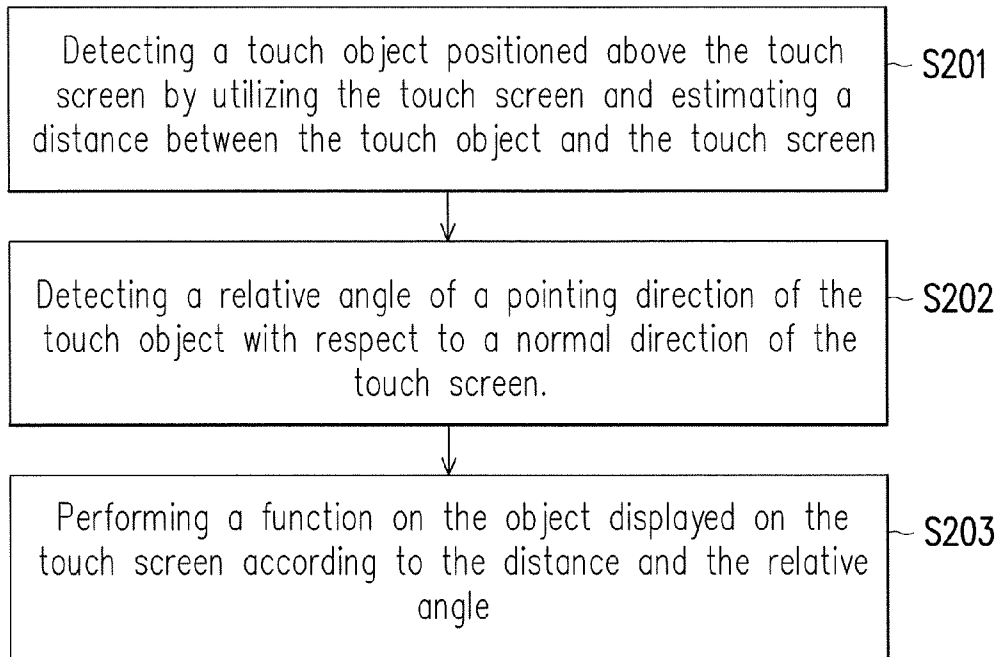 Detecting a touch object positioned above the touch
screen by utilizing the touch screen and estimating a
distance between the touch object and the touch screen
S201
Detecting a relative angle of a pointing direction of the
touch object with respect to a normal direction of the
touch screen.
S202
Performing a function on the object displayed on the
touch screen according to the distance and the relative
angle
S203